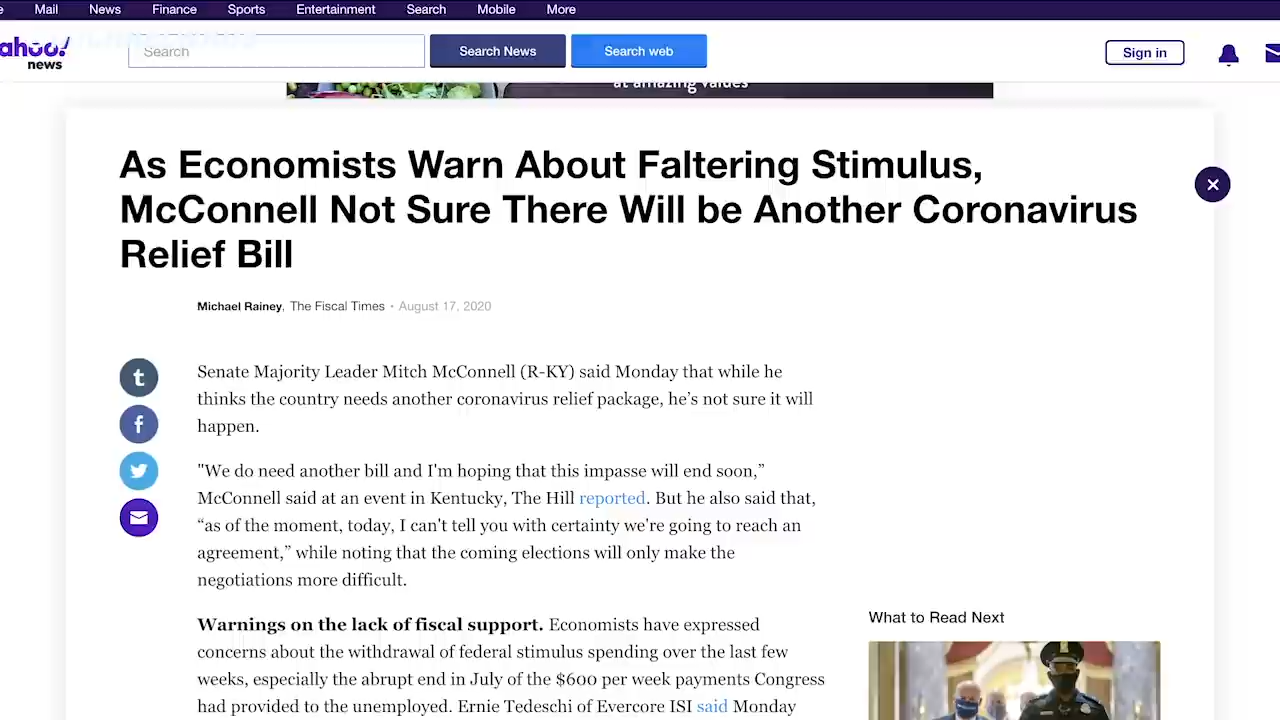 Mail News Finance Sports Entertainment Search Mobile More
ahoo!
news
Search
Search News
Search web
Sign in
at amazing values
As Economists Warn About Faltering Stimulus,
McConnell Not Sure There Will be Another Coronavirus
Relief Bill
Michael Rainey, The Fiscal Times · August 17, 2020
Senate Majority Leader Mitch McConnell (R-KY) said Monday that while he
thinks the country needs another coronavirus relief package, he’s not sure it will
happen.
"We do need another bill and I'm hoping that this impasse will end soon,”
McConnell said at an event in Kentucky, The Hill reported. But he also said that,
“as of the moment, today, I can't tell you with certainty we're going to reach an
agreement,” while noting that the coming elections will only make the
negotiations more difficult.
Warnings on the lack of fiscal support. Economists have expressed
concerns about the withdrawal of federal stimulus spending over the last few
weeks, especially the abrupt end in July of the $600 per week payments Congress
had provided to the unemployed. Ernie Tedeschi of Evercore ISI said Monday
What to Read Next